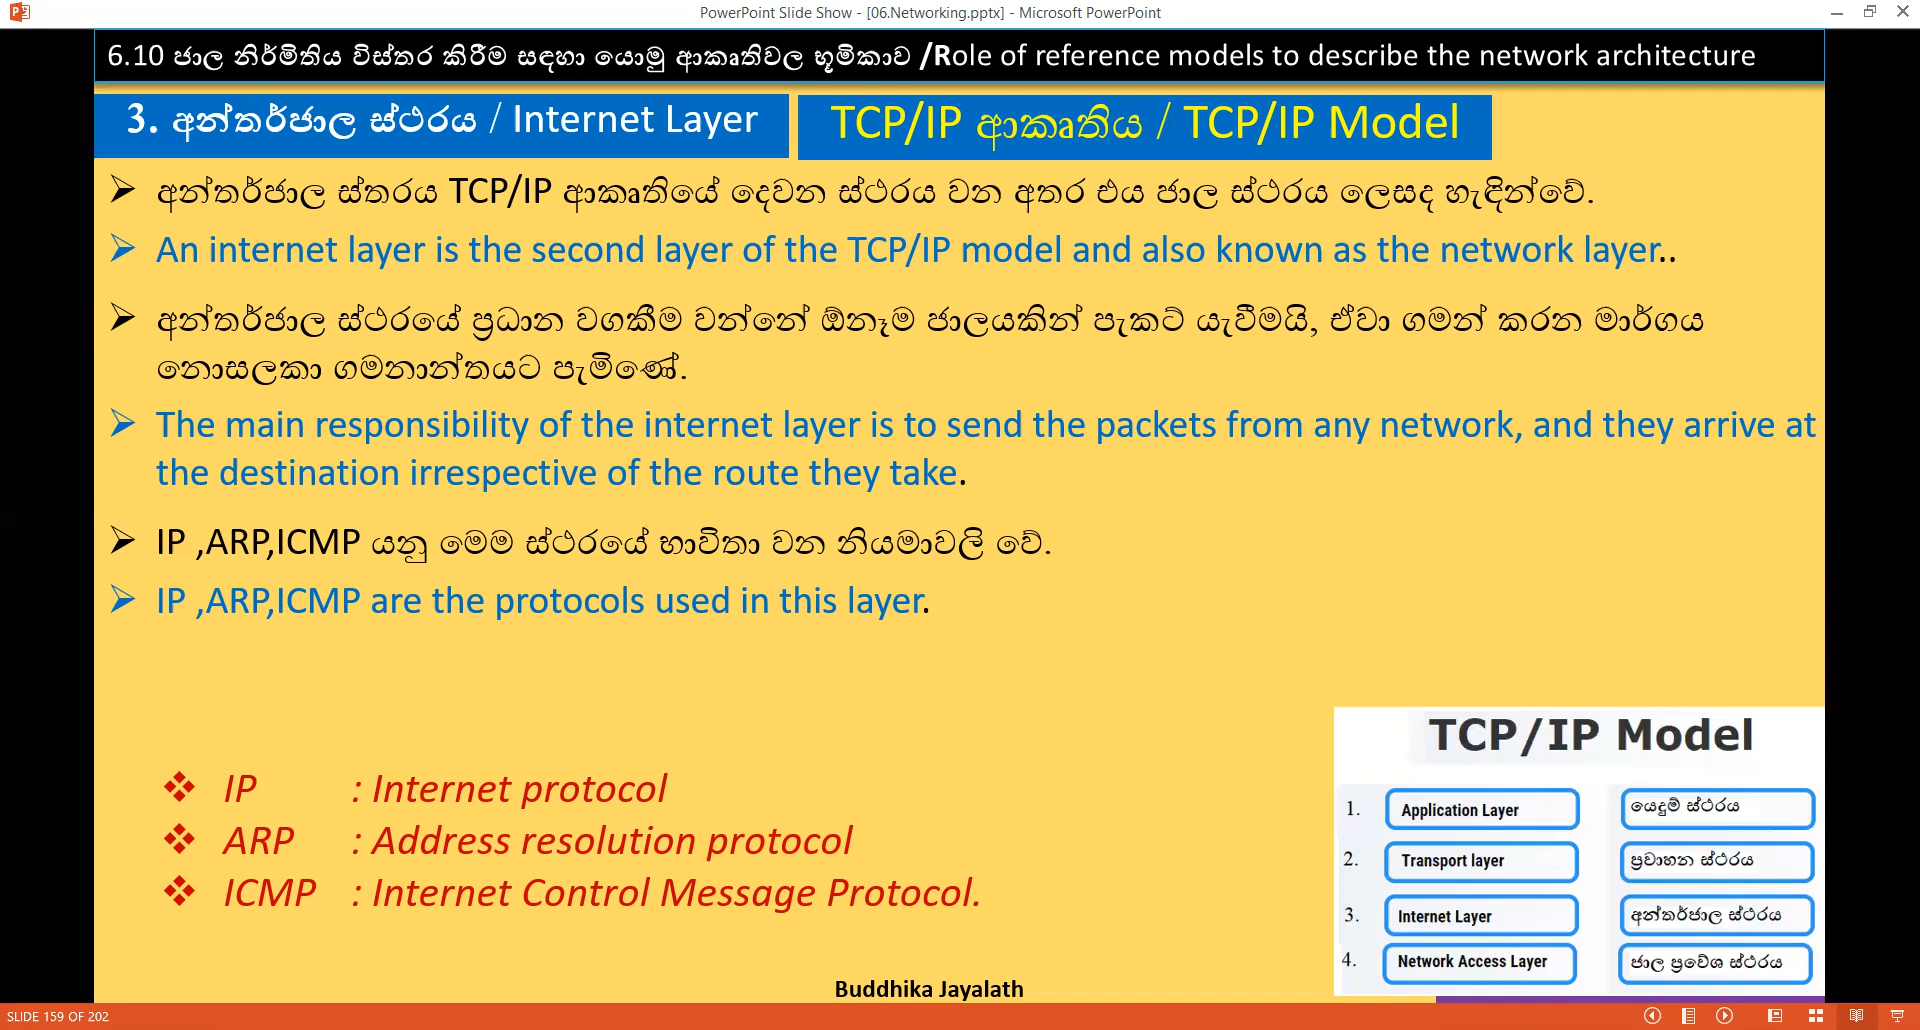 PowerPoint Slide Show - [06.Networking.pptx] - Microsoft PowerPoint
6.10 ජාල නිර්මිතිය විස්තර කිරීම සඳහා යොමු ආකෘතිවල භූමිකාව /Role of reference models to describe the network architecture
3. අන්තර්ජාල ස්ථරය / Internet Layer
TCP/IP ආකෘතිය / TCP/IP Model
අන්තර්ජාල ස්තරය TCP/IP ආකෘතියේ දෙවන ස්ථරය වන අතර එය ජාල ස්ථරය ලෙසද හැඳින්වේ.
An internet layer is the second layer of the TCP/IP model and also known as the network layer..
අන්තර්ජාල ස්ථරයේ ප්‍රධාන වගකීම වන්නේ ඕනෑම ජාලයකින් පැකට් යැවීමයි, ඒවා ගමන් කරන මාර්ගය
නොසලකා ගමනාන්තයට පැමිණේ.
The main responsibility of the internet layer is to send the packets from any network, and they arrive at
the destination irrespective of the route they take.
IP ,ARP,ICMP යනු මෙම ස්ථරයේ භාවිතා වන නියමාවලි වේ.
IP ,ARP,ICMP are the protocols used in this layer.
IP : Internet protocol
ARP : Address resolution protocol
ICMP : Internet Control Message Protocol.
TCP/IP Model
1. Application Layer යෙදුම් ස්ථරය
2. Transport layer ප්‍රවාහන ස්ථරය
3. Internet Layer අන්තර්ජාල ස්ථරය
4. Network Access Layer ජාල ප්‍රවේශ ස්ථරය
Buddhika Jayalath
SLIDE 159 OF 202